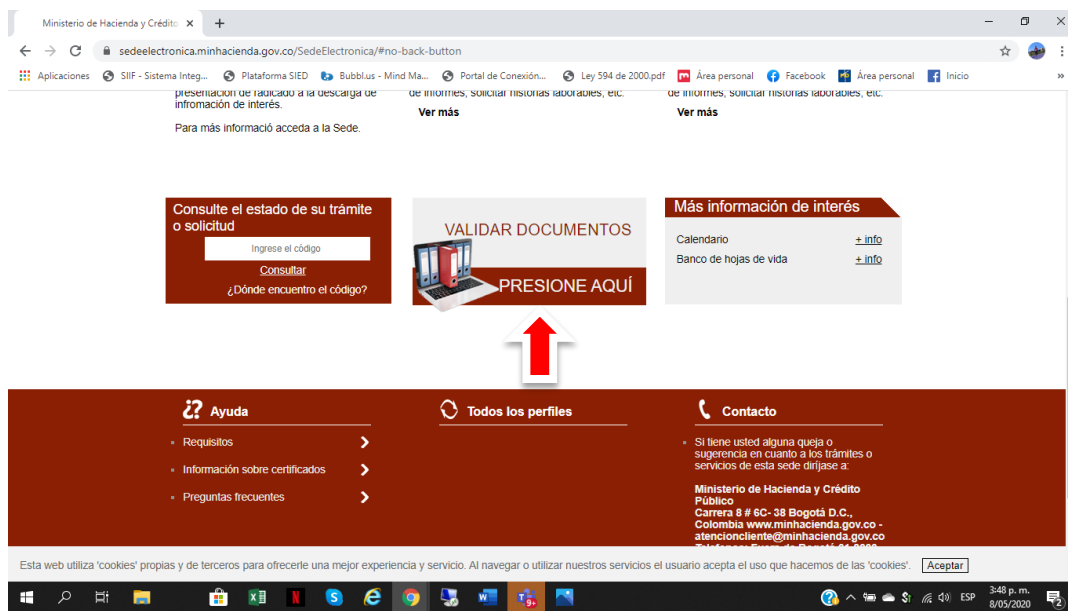 Ministerio de Hacienda y Crédito
sedeelectronica.minhacienda.gov.co/SedeElectronica/#no-back-button
Aplicaciones
SIIF - Sistema Integ...
Plataforma SIED
Bubbl.us - Mind Ma...
Portal de Conexión...
Ley 594 de 2000.pdf
Área personal
Facebook
Área personal
Inicio
»
presentación de radicado a la descarga de
infromación de interés.
Para más informació acceda a la Sede.
de informes, solicitar historias laborables, etc.
Ver más
de informes, solicitar historias laborables, etc.
Ver más
Consulte el estado de su trámite
o solicitud
Ingrese el código
Consultar
¿Dónde encuentro el código?
VALIDAR DOCUMENTOS
PRESIONE AQUÍ
Más información de interés
Calendario + info
Banco de hojas de vida + info
¿? Ayuda
Requisitos
Información sobre certificados
Preguntas frecuentes
Todos los perfiles
Contacto
Si tiene usted alguna queja o
sugerencia en cuanto a los trámites o
servicios de esta sede diríjase a:
Ministerio de Hacienda y Crédito
Público
Carrera 8 # 6C- 38 Bogotá D.C.,
Colombia www.minhacienda.gov.co -
atencioncliente@minhacienda.gov.co
Esta web utiliza 'cookies' propias y de terceros para ofrecerle una mejor experiencia y servicio. Al navegar o utilizar nuestros servicios el usuario acepta el uso que hacemos de las 'cookies'. Aceptar
ESP
3:48 p. m.
8/05/2020